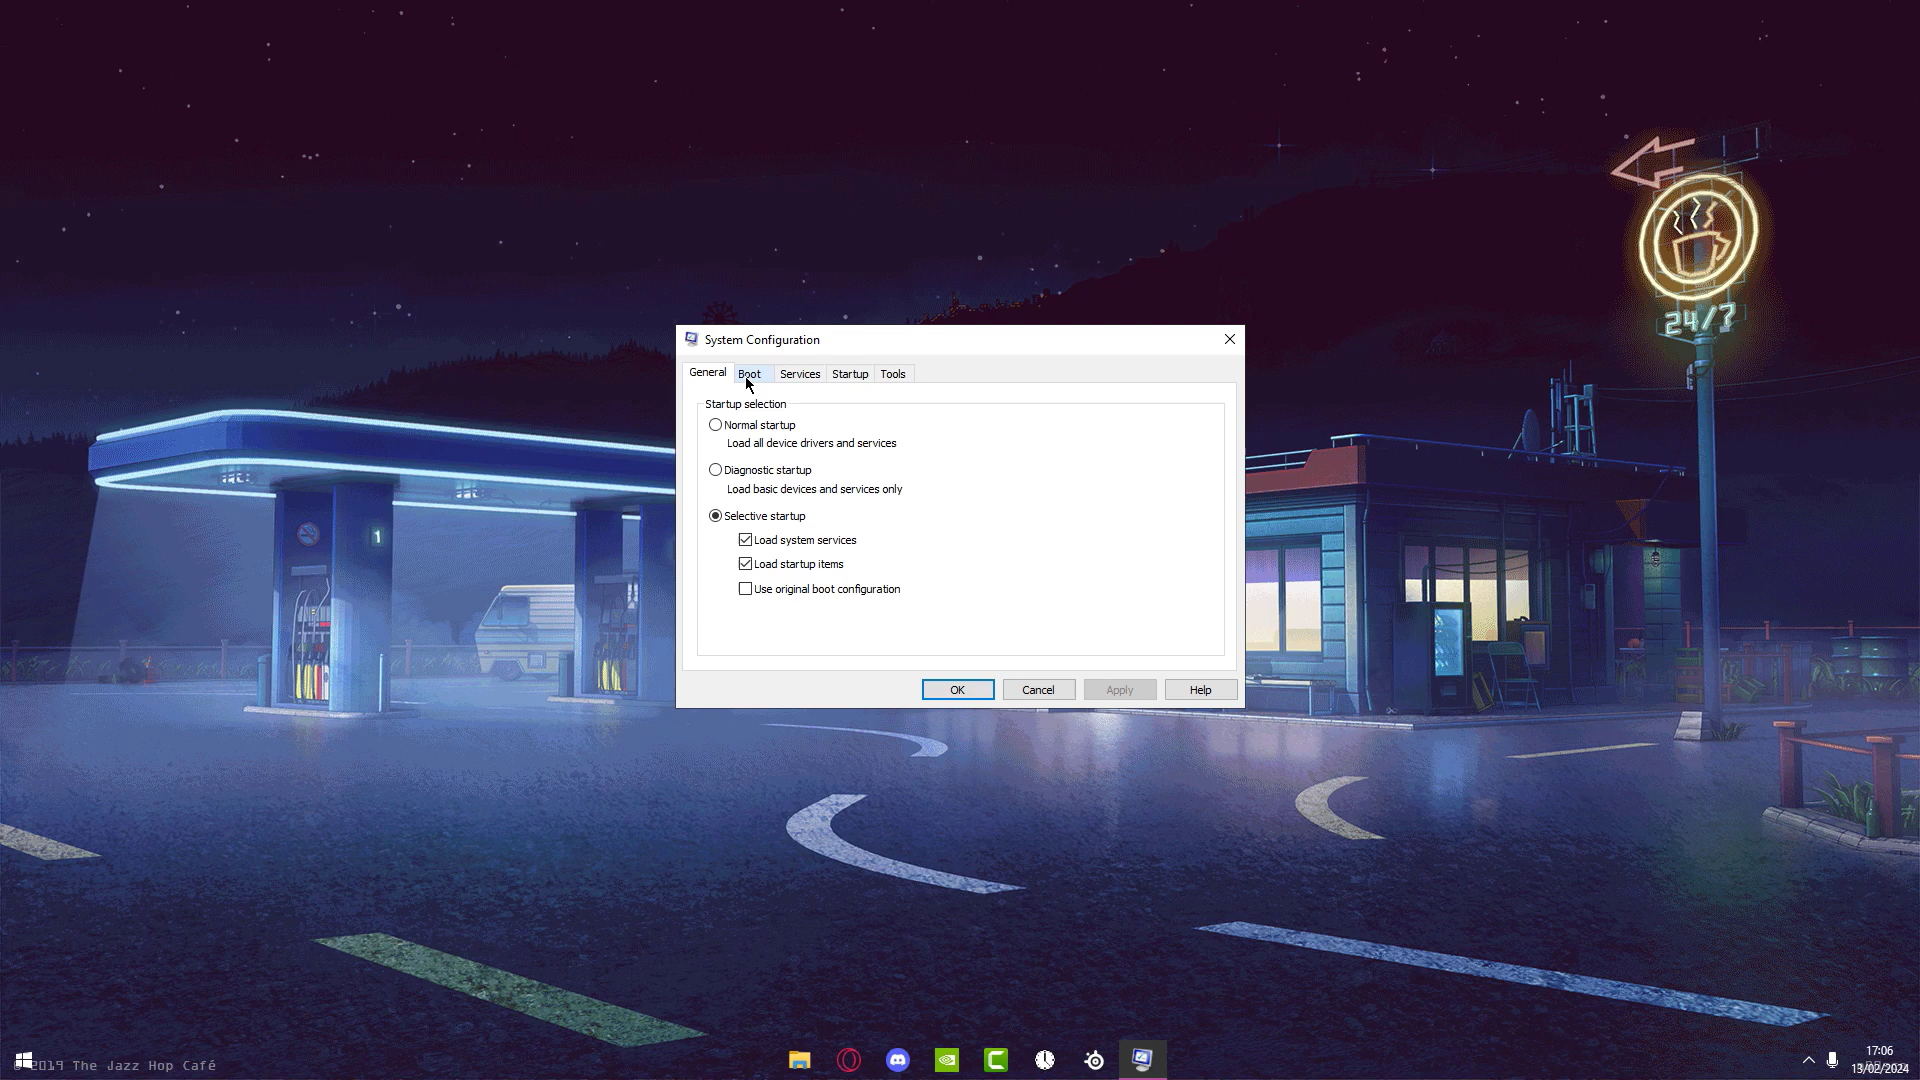 24/7
System Configuration
General Boot Services Startup Tools
Startup selection
Normal startup
Load all device drivers and services
Diagnostic startup
Load basic devices and services only
Selective startup
Load system services
Load startup items
Use original boot configuration
OK Cancel Apply Help
1
2019 The Jazz Hop Café
17:06
13/02/2024